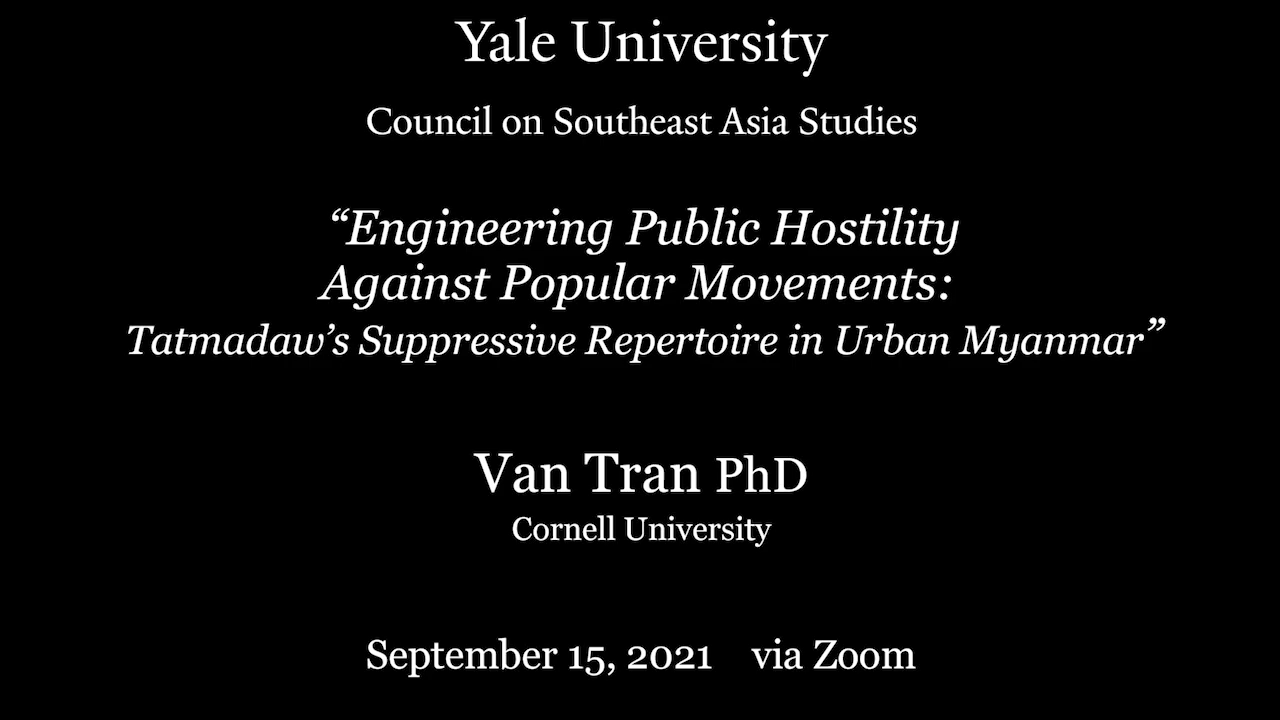 Yale University
Council on Southeast Asia Studies
“Engineering Public Hostility
Against Popular Movements:
Tatmadaw’s Suppressive Repertoire in Urban Myanmar”
Van Tran PhD
Cornell University
September 15, 2021 via Zoom